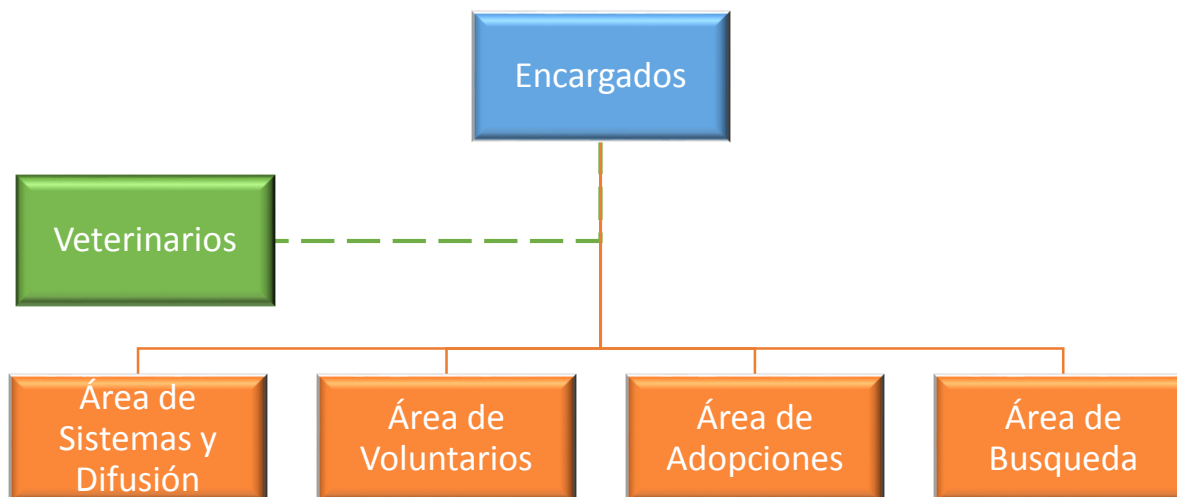 Encargados
Veterinarios
Área de
Sistemas y
Difusión
Área de
Voluntarios
Área de
Adopciones
Área de
Busqueda